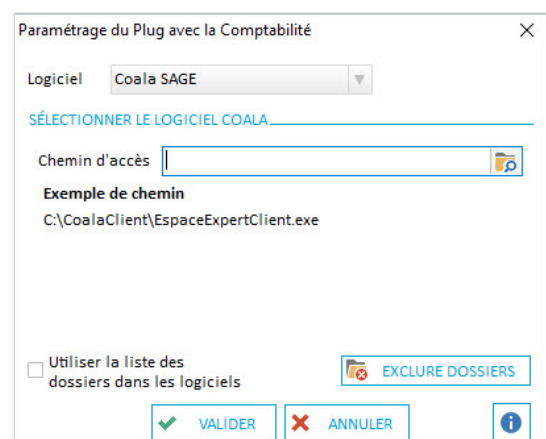 Paramétrage du Plug avec la Comptabilité
Logiciel Coala SAGE
SÉLECTIONNER LE LOGICIEL COALA
Chemin d'accès
Exemple de chemin
C:\CoalaClient\EspaceExpertClient.exe
Utiliser la liste des
dossiers dans les logiciels
EXCLURE DOSSIERS
VALIDER ANNULER